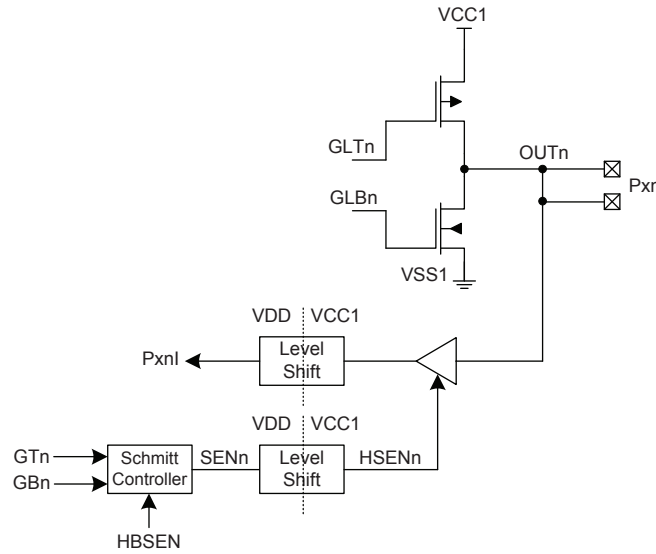 VCC1
GLTn
OUTn
Pxn
GLBn
VSS1
VDD VCC1
PxnI
Level
Shift
VDD VCC1
GTn
GBn
Schmitt
Controller
SENn
Level
Shift
HSENn
HBSEN